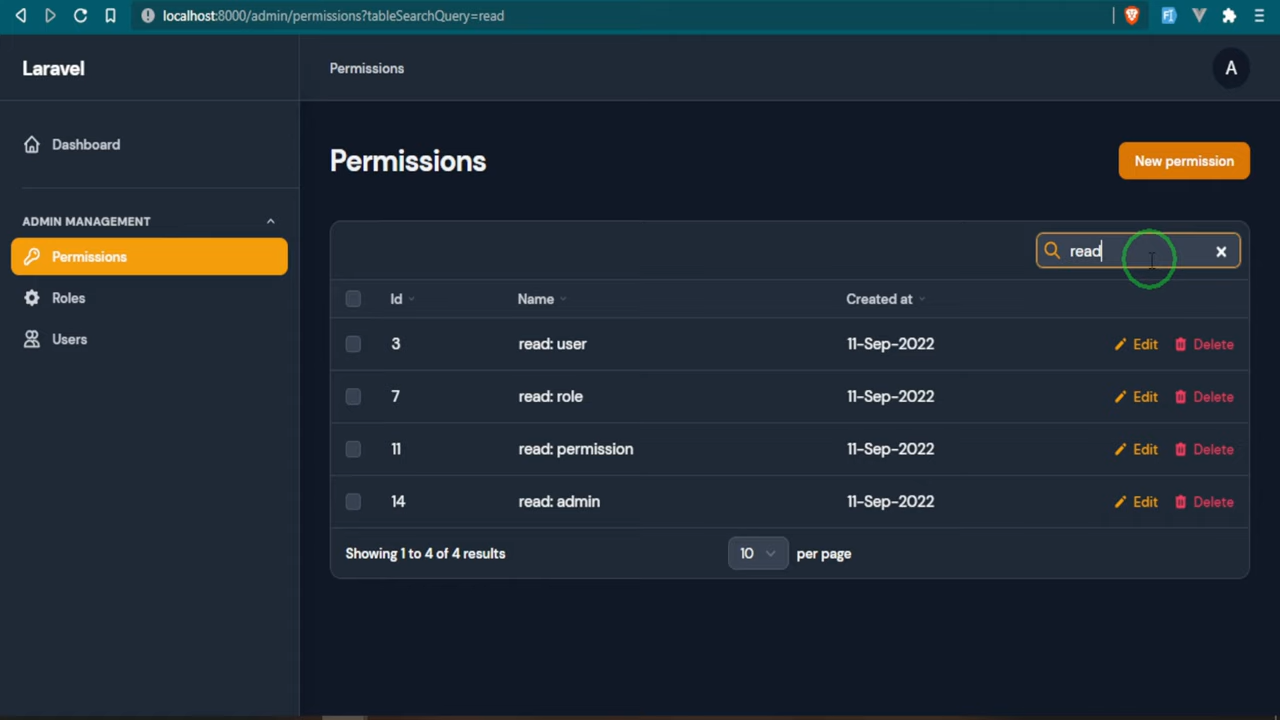 localhost:8000/admin/permissions?tableSearchQuery=read
Laravel
Permissions
A
Dashboard
ADMIN MANAGEMENT
Permissions
Roles
Users
Permissions
New permission
read
Id Name Created at
3 read: user 11-Sep-2022 Edit Delete
7 read: role 11-Sep-2022 Edit Delete
11 read: permission 11-Sep-2022 Edit Delete
14 read: admin 11-Sep-2022 Edit Delete
Showing 1 to 4 of 4 results 10 per page